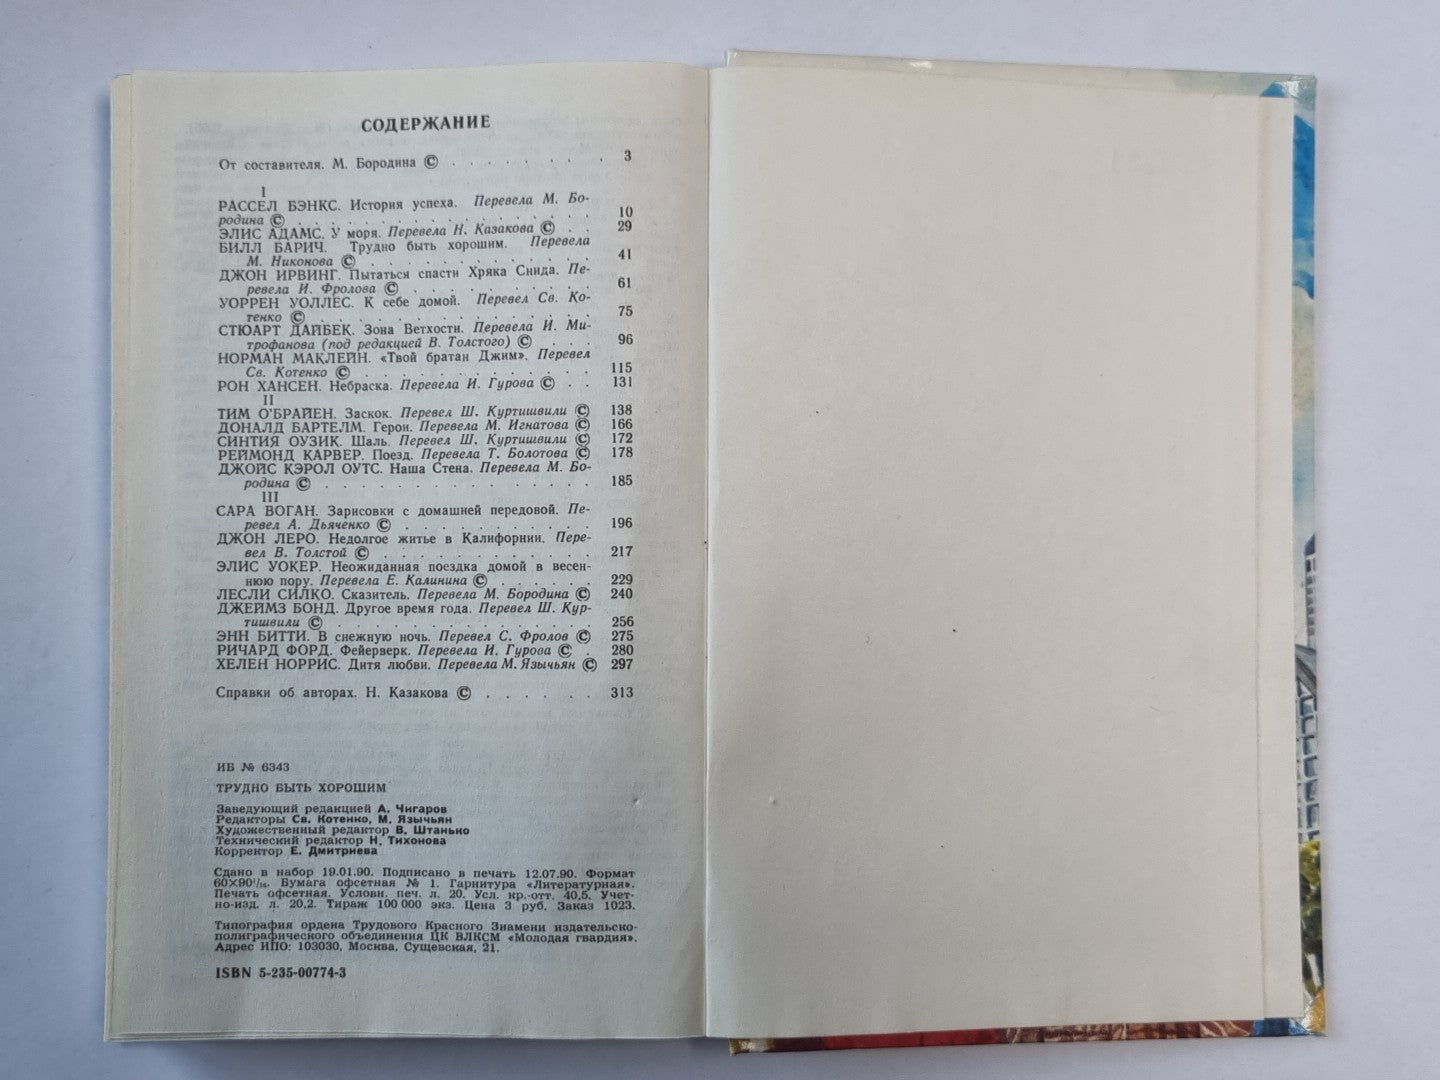 СОДЕРЖАНИЕ
От составителя. М. Бородина © . . . . . . . . 3
I
РАССЕЛ БЭНКС. История успеха. Перевела М. Бо-
родина © . . . . . . . . . . . . . . . . 10
ЭЛИС АДАМС. У моря. Перевела Н. Казакова © . . 29
БИЛЛ БАРИЧ. Трудно быть хорошим. Перевела
М. Никонова © . . . . . . . . . . . . . 41
ДЖОН ИРВИНГ. Пытаться спасти Хряка Снида. Пе-
ревела И. Фролова © . . . . . . . . . . 61
УОРРЕН УОЛЛЕС. К себе домой. Перевел Св. Ко-
тенко © . . . . . . . . . . . . . . . 75
СТЮАРТ ДАЙБЕК. Зона Ветхости. Перевела И. Ми-
трофанова (под редакцией В. Толстого) © . . . 96
НОРМАН МАКЛЕЙН. «Твой братан Джим». Перевел
Св. Котенко © . . . . . . . . . . . . . 115
РОН ХАНСЕН. Небраска. Перевела И. Гурова © . . 131
II
ТИМ О'БРАЙЕН. Заскок. Перевел Ш. Куртишвили © 138
ДОНАЛД БАРТЕЛМ. Герои. Перевела М. Игнатова © 166
СИНТИЯ ОУЗИК. Шаль. Перевел Ш. Куртишвили © 172
РЕЙМОНД КАРВЕР. Поезд. Перевела Т. Болотова © 178
ДЖОЙС КЭРОЛ ОУТС. Наша Стена. Перевела М. Бо-
родина © . . . . . . . . . . . . . . . 185
III
САРА ВОГАН. Зарисовки с домашней передовой. Пе-
ревел А. Дьяченко © . . . . . . . . . . 196
ДЖОН ЛЕРО. Недолгое житье в Калифорнии. Пере-
вел В. Толстой © . . . . . . . . . . . . 217
ЭЛИС УОКЕР. Неожиданная поездка домой в весен-
нюю пору. Перевела Е. Калинина © . . . . . . 229
ЛЕСЛИ СИЛКО. Сказитель. Перевела М. Бородина © 240
ДЖЕЙМЗ БОНД. Другое время года. Перевел Ш. Кур-
тишвили © . . . . . . . . . . . . . . 256
ЭНН БИТТИ. В снежную ночь. Перевел С. Фролов © 275
РИЧАРД ФОРД. Фейерверк. Перевела И. Гурова © . 280
ХЕЛЕН НОРРИС. Дитя любви. Перевела М. Язычьян © 297
Справки об авторах. Н. Казакова © . . . . . . 313
ИБ № 6343
ТРУДНО БЫТЬ ХОРОШИМ
Заведующий редакцией А. Чигаров
Редакторы Св. Котенко, М. Язычьян
Художественный редактор В. Штанько
Технический редактор Н. Тихонова
Корректор Е. Дмитриева
Сдано в набор 19.01.90. Подписано в печать 12.07.90. Формат
60×90¹/₁₆. Бумага офсетная № 1. Гарнитура «Литературная».
Печать офсетная. Условн. печ. л. 20. Усл. кр.-отт. 40,5. Учет-
но-изд. л. 20,2. Тираж 100 000 экз. Цена 3 руб. Заказ 1023.
Типография ордена Трудового Красного Знамени издательско-
полиграфического объединения ЦК ВЛКСМ «Молодая гвардия».
Адрес ИПО: 103030, Москва, Сущевская, 21.
ISBN 5-235-00774-3